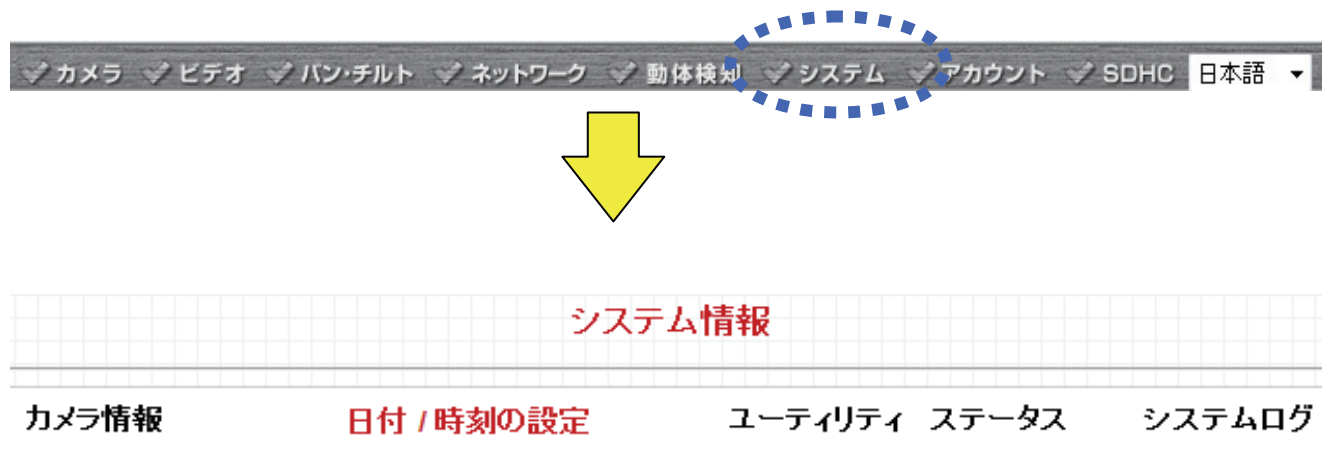 カメラ ビデオ パン・チルト ネットワーク 動体検知 システム アカウント SDHC 日本語
システム情報
カメラ情報 日付 / 時刻の設定 ユーティリティ ステータス システムログ